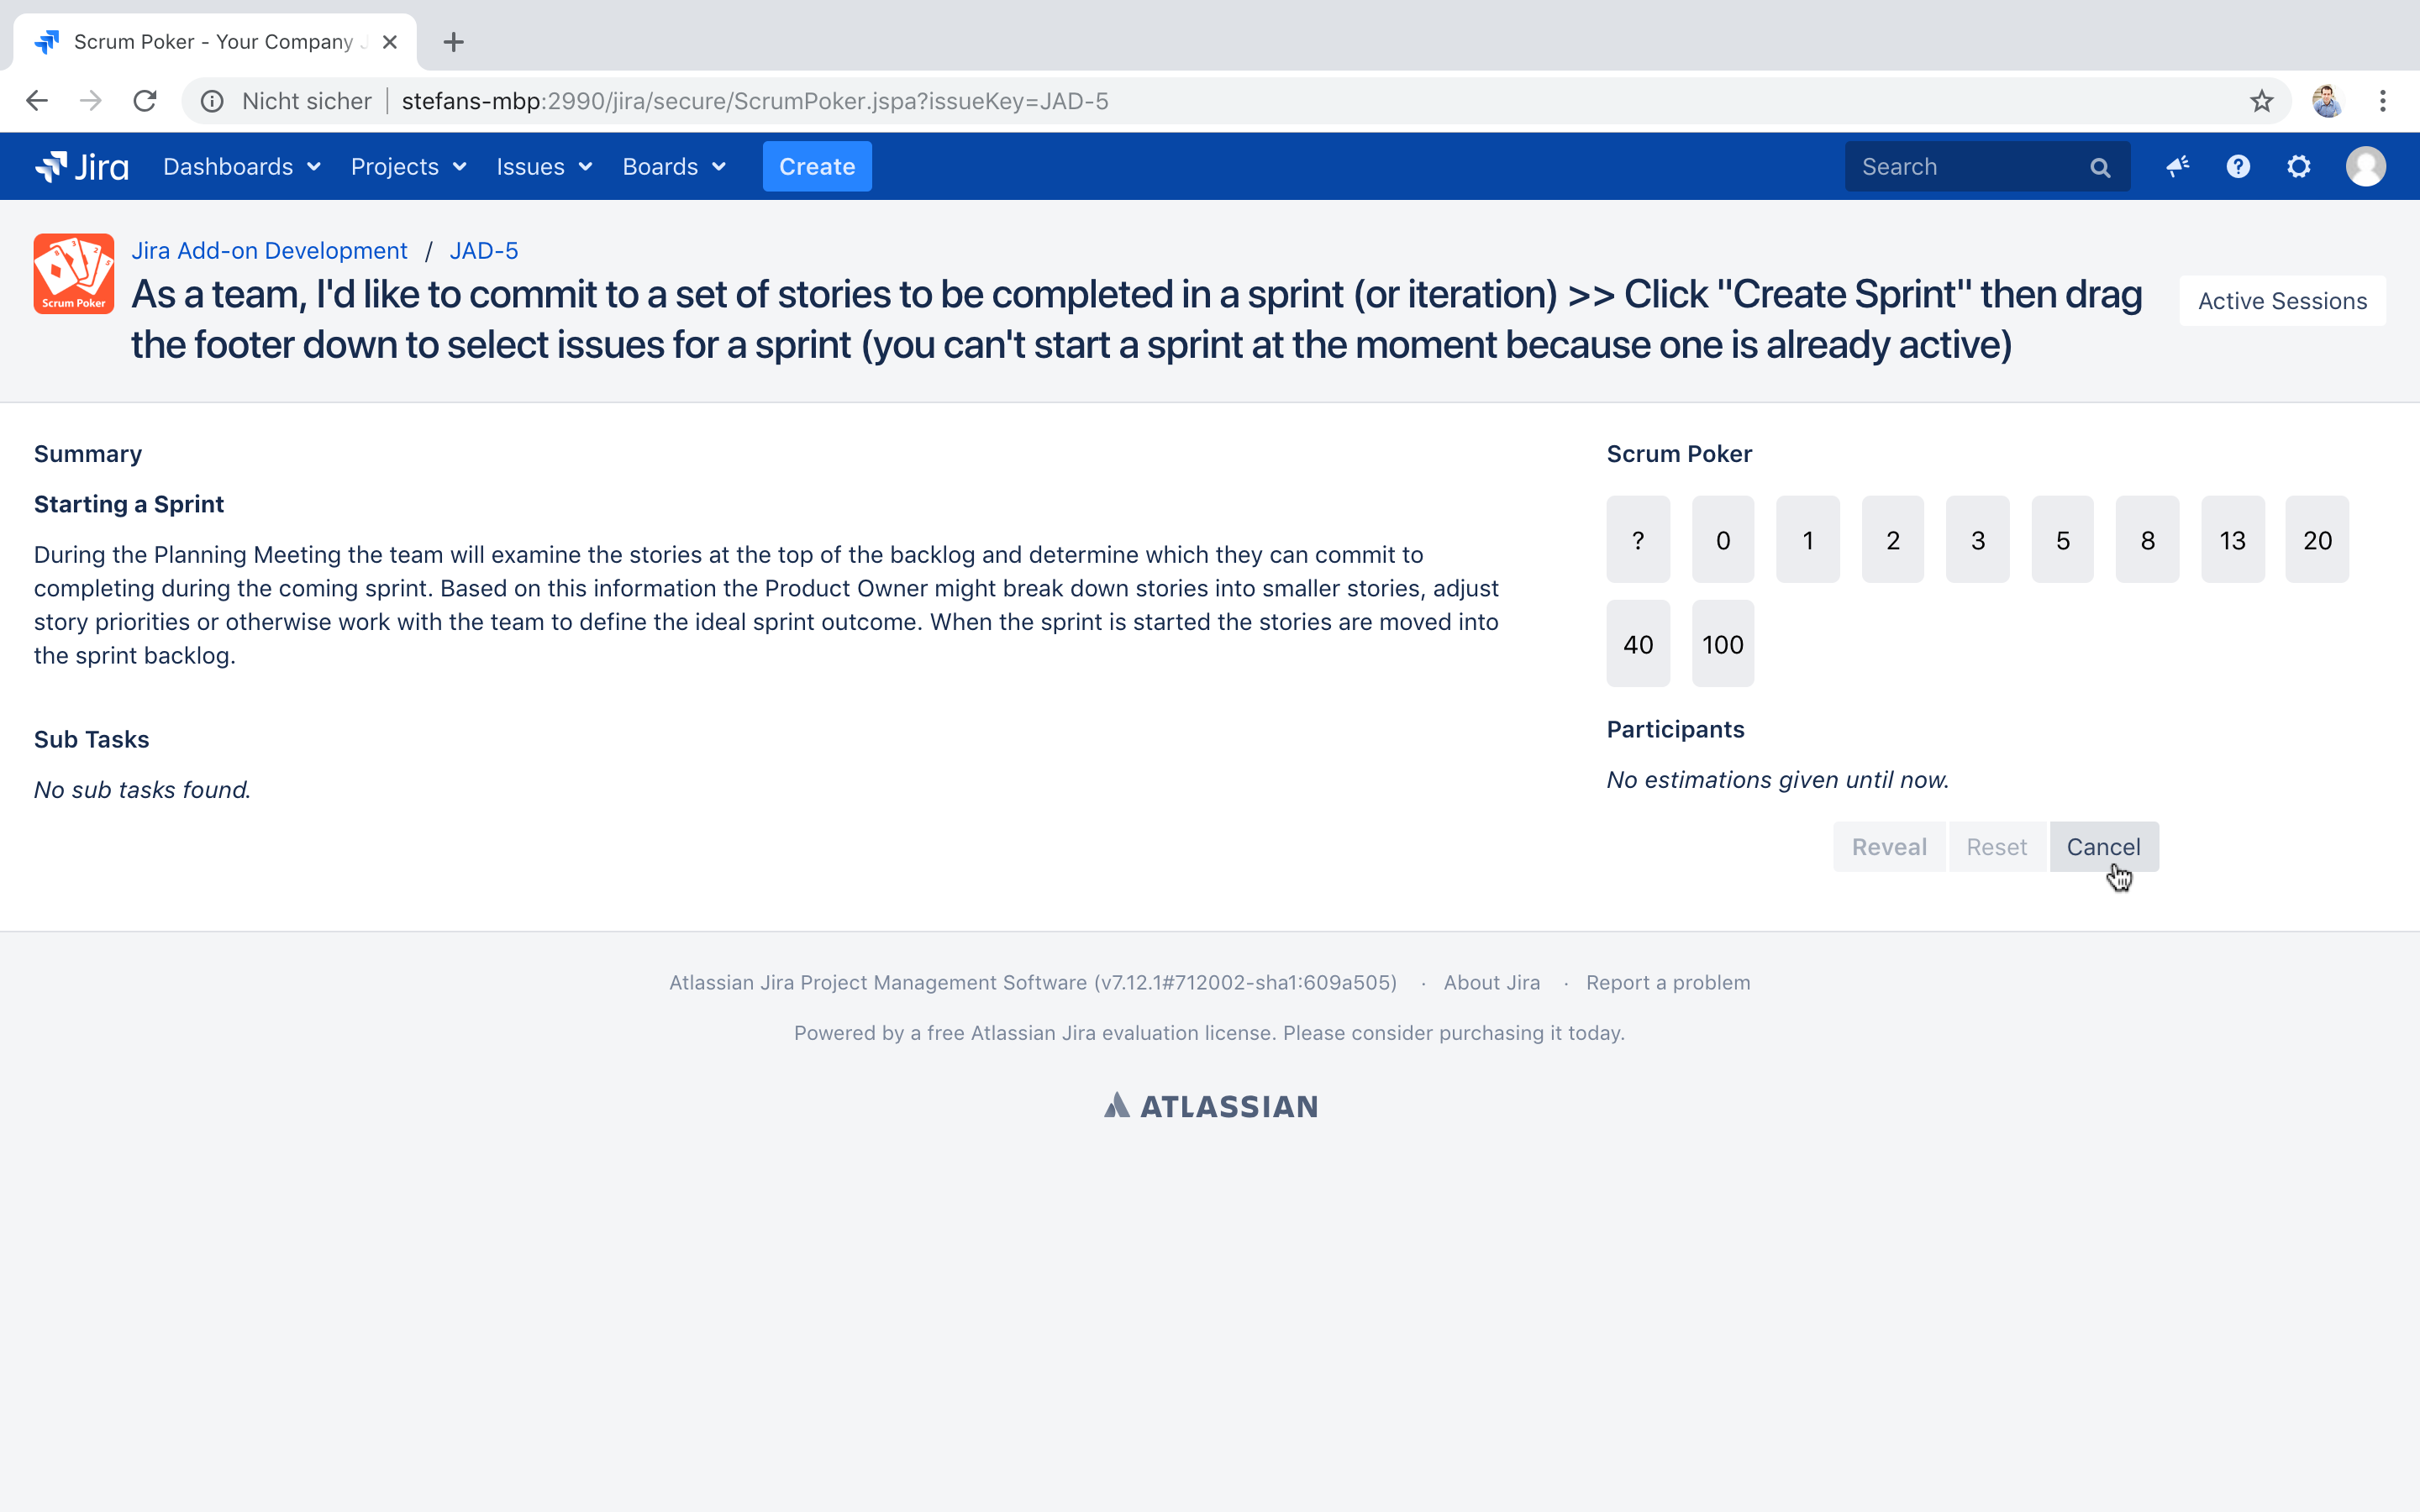 Scrum Poker - Your Company
Nicht sicher stefans-mbp:2990/jira/secure/ScrumPoker.jspa?issueKey=JAD-5
Jira Dashboards Projects Issues Boards Create Search
Scrum Poker
Jira Add-on Development / JAD-5
As a team, I'd like to commit to a set of stories to be completed in a sprint (or iteration) >> Click "Create Sprint" then drag
the footer down to select issues for a sprint (you can't start a sprint at the moment because one is already active)
Active Sessions
Summary
Starting a Sprint
During the Planning Meeting the team will examine the stories at the top of the backlog and determine which they can commit to
completing during the coming sprint. Based on this information the Product Owner might break down stories into smaller stories, adjust
story priorities or otherwise work with the team to define the ideal sprint outcome. When the sprint is started the stories are moved into
the sprint backlog.
Sub Tasks
No sub tasks found.
Scrum Poker
? 0 1 2 3 5 8 13 20
40 100
Participants
No estimations given until now.
Reveal Reset Cancel
Atlassian Jira Project Management Software (v7.12.1#712002-sha1:609a505) · About Jira · Report a problem
Powered by a free Atlassian Jira evaluation license. Please consider purchasing it today.
ATLASSIAN